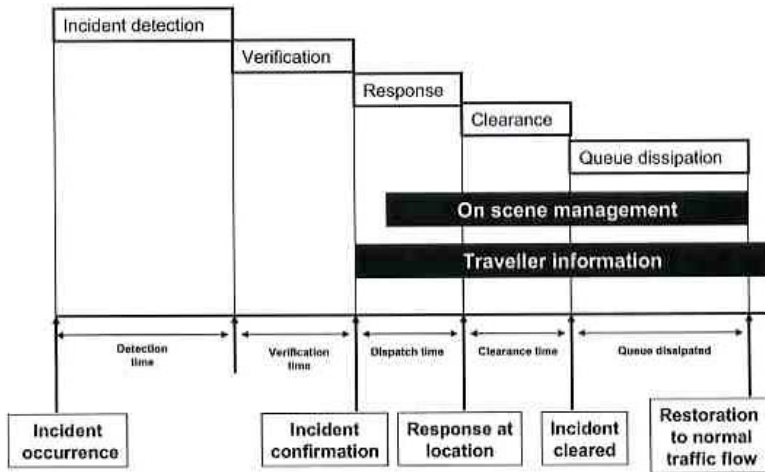 Incident detection
Verification
Response
Clearance
Queue dissipation
On scene management
Traveller information
Detection
time
Verification
time
Dispatch time
Clearance time
Queue dissipated
Incident
occurrence
Incident
confirmation
Response at
location
Incident
cleared
Restoration
to normal
traffic flow